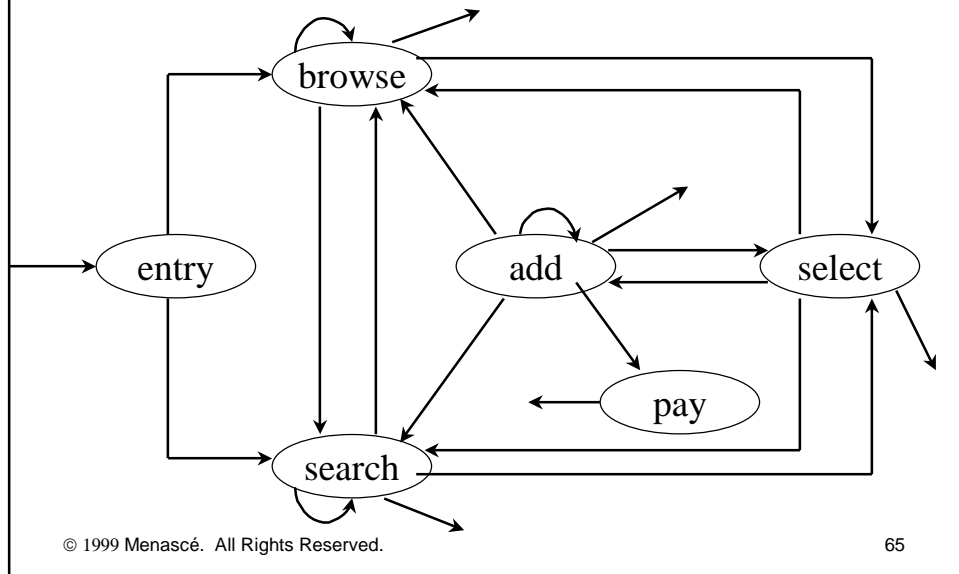 browse
entry
add
select
pay
search
© 1999 Menascé. All Rights Reserved.
65